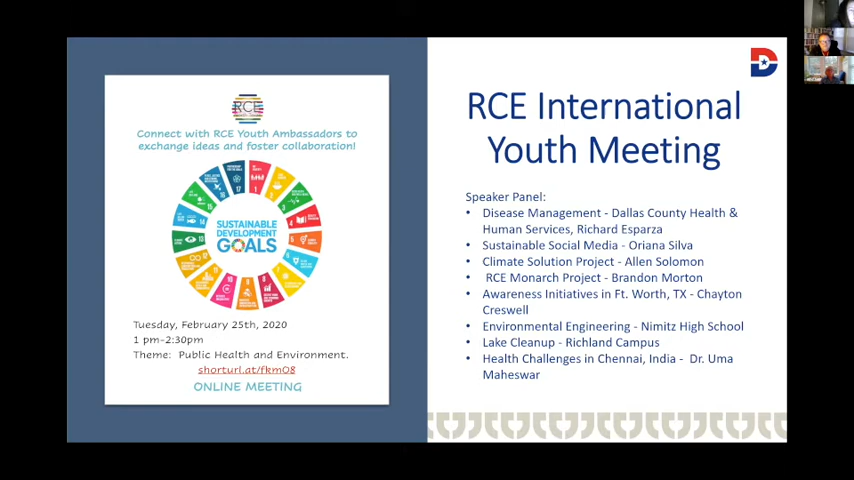 RCE
Connect with RCE Youth Ambassadors to
exchange ideas and foster collaboration!
SUSTAINABLE
DEVELOPMENT
GOALS
Tuesday, February 25th, 2020
1 pm-2:30pm
Theme: Public Health and Environment.
shorturl.at/fkmO8
ONLINE MEETING
D
RCE International
Youth Meeting
Speaker Panel:
• Disease Management - Dallas County Health &
Human Services, Richard Esparza
• Sustainable Social Media - Oriana Silva
• Climate Solution Project - Allen Solomon
• RCE Monarch Project - Brandon Morton
• Awareness Initiatives in Ft. Worth, TX - Chayton
Creswell
• Environmental Engineering - Nimitz High School
• Lake Cleanup - Richland Campus
• Health Challenges in Chennai, India - Dr. Uma
Maheswar